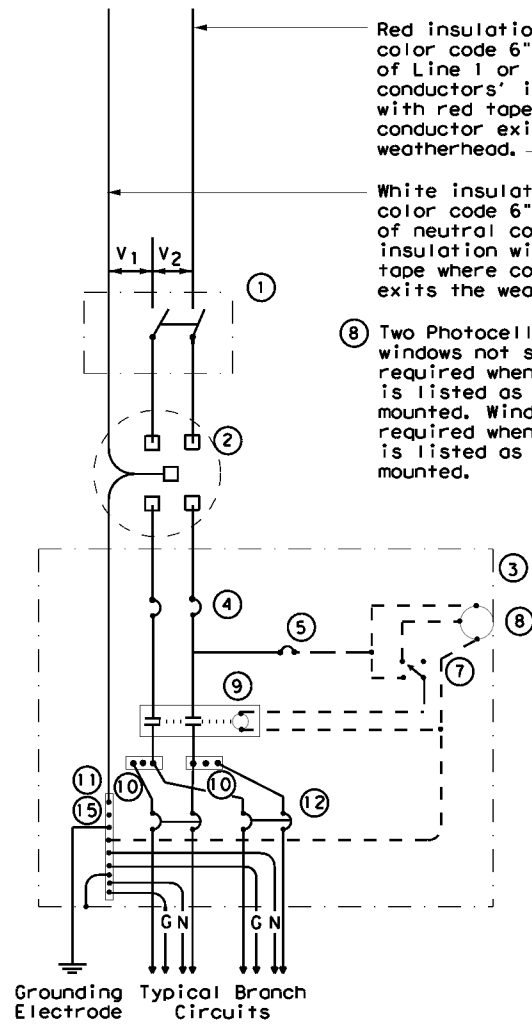 Red insulatio
color code 6"
of Line 1 or
conductors' i
with red tape
conductor exi
weatherhead.
White insulat
color code 6"
of neutral co
insulation wi
tape where co
exits the wea
V1 V2
1
8 Two Photocell
windows not s
required when
is listed as
mounted. Wind
required when
is listed as
mounted.
2
3
4
5
8
7
9
11
10
10
12
15
G N
G N
Grounding
Electrode
Typical Branch
Circuits